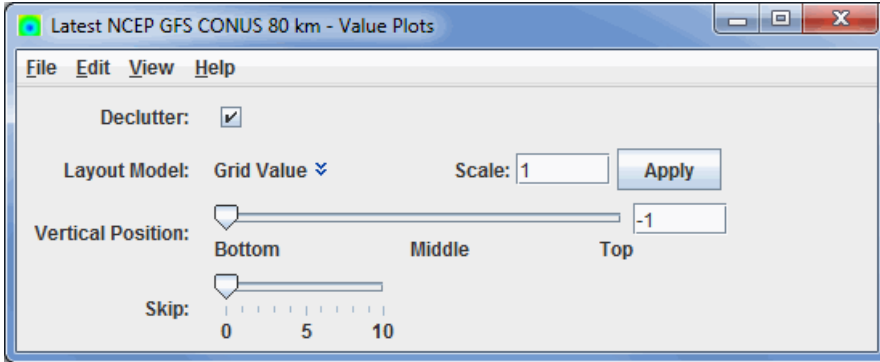 Latest NCEP GFS CONUS 80 km - Value Plots
File Edit View Help
Declutter:
Layout Model: Grid Value Scale: 1 Apply
Vertical Position: -1
Bottom Middle Top
Skip:
0 5 10